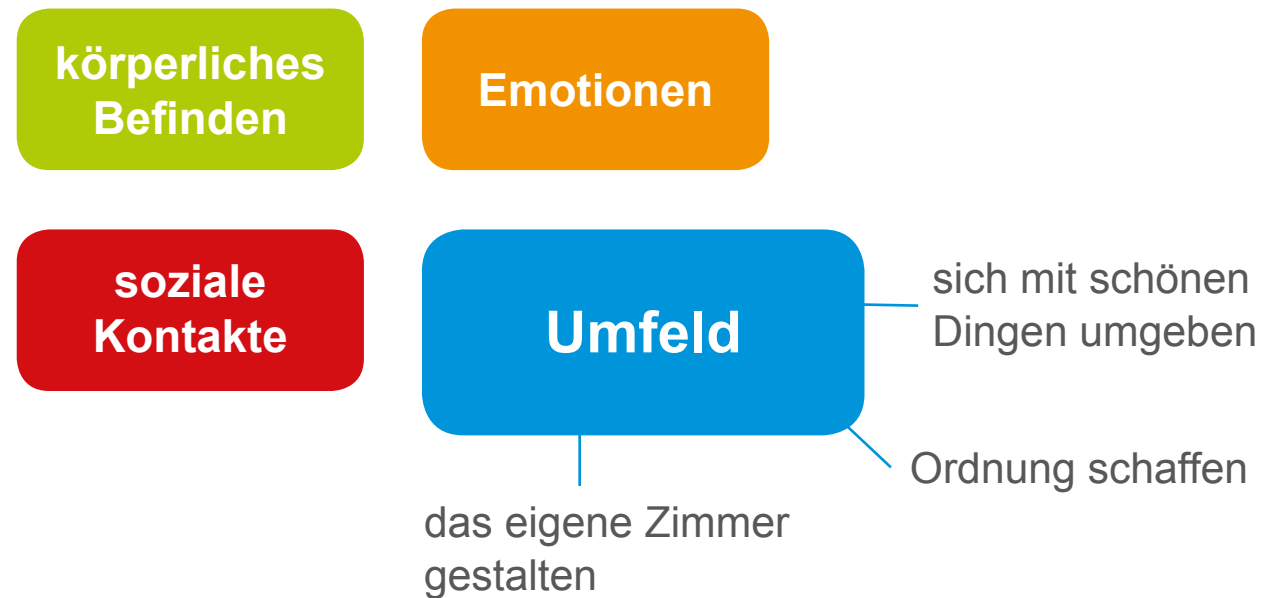 körperliches
Befinden
Emotionen
soziale
Kontakte
Umfeld
sich mit schönen
Dingen umgeben
Ordnung schaffen
das eigene Zimmer
gestalten